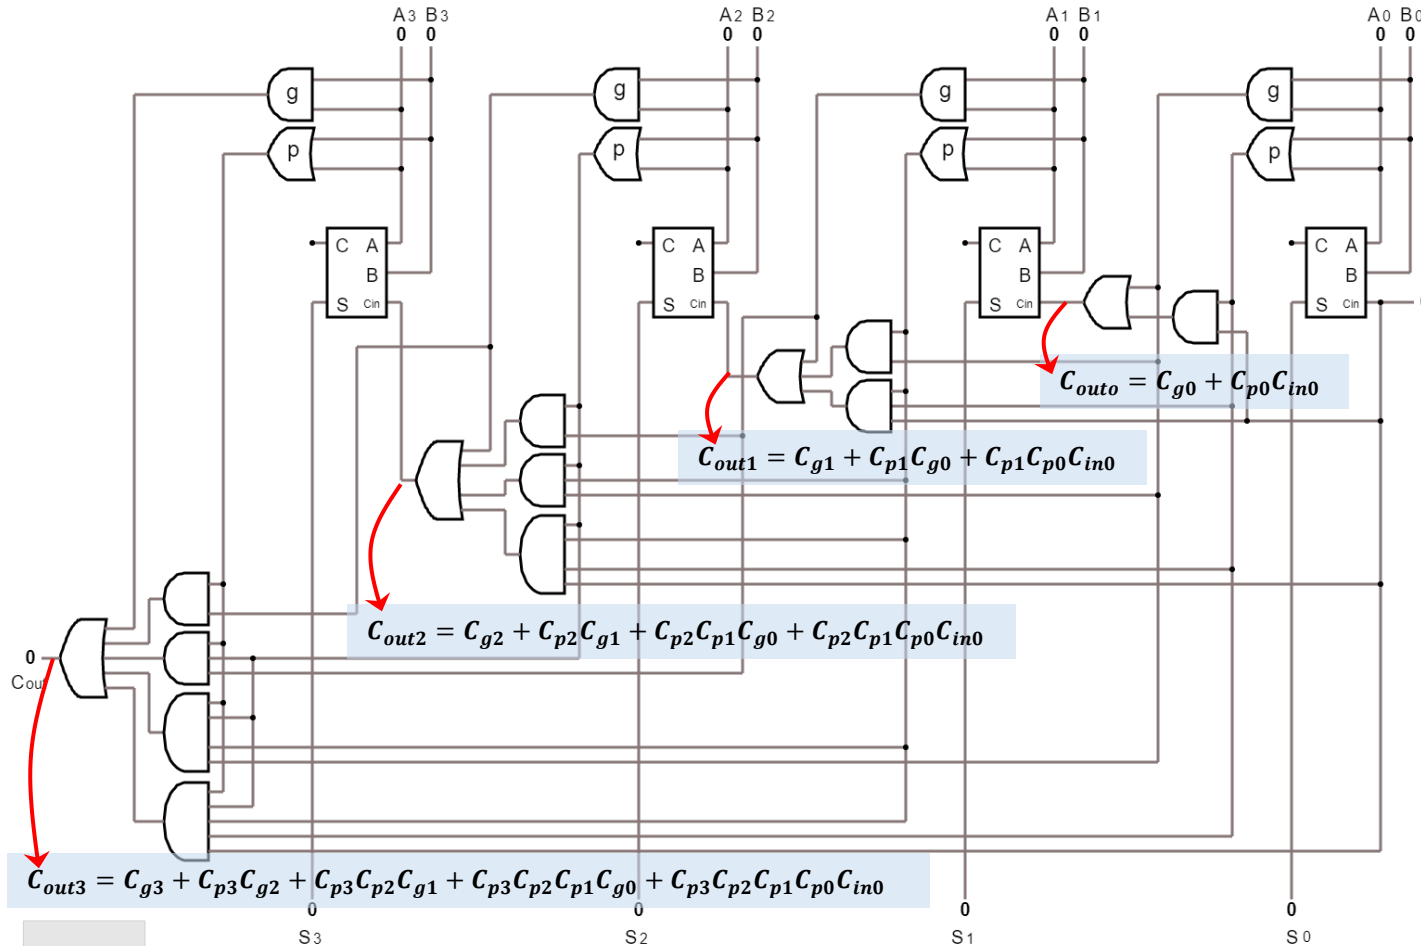 A3 B3 A2 B2 A1 B1 A0 B0
0 0 0 0 0 0 0 0
g g g g
p p p p
C A C A C A C A
B B B B
S Cin S Cin S Cin S Cin
C_outo = C_g0 + C_p0C_in0
C_out1 = C_g1 + C_p1C_g0 + C_p1C_p0C_in0
C_out2 = C_g2 + C_p2C_g1 + C_p2C_p1C_g0 + C_p2C_p1C_p0C_in0
0
Cout
C_out3 = C_g3 + C_p3C_g2 + C_p3C_p2C_g1 + C_p3C_p2C_p1C_g0 + C_p3C_p2C_p1C_p0C_in0
0 0 0 0
S3 S2 S1 S0